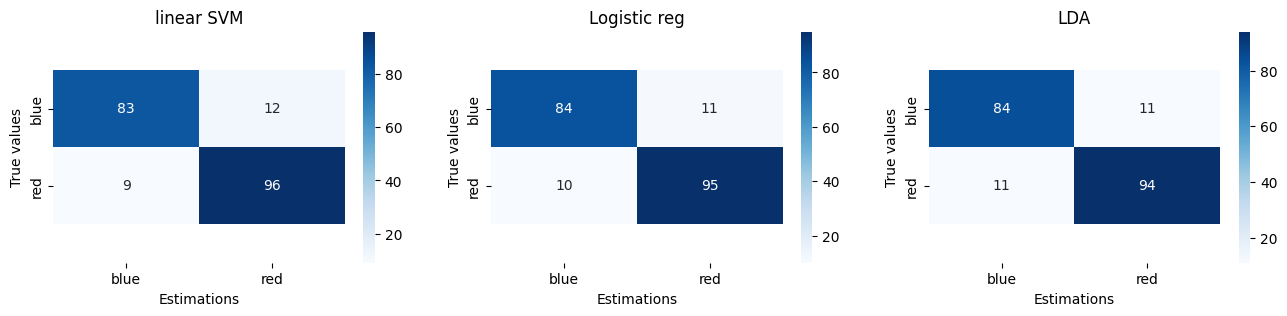 linear SVM
True values
blue
red
83
12
9
96
blue
red
Estimations
80
60
40
20
Logistic reg
True values
blue
red
84
11
10
95
blue
red
Estimations
80
60
40
20
LDA
True values
blue
red
84
11
11
94
blue
red
Estimations
80
60
40
20